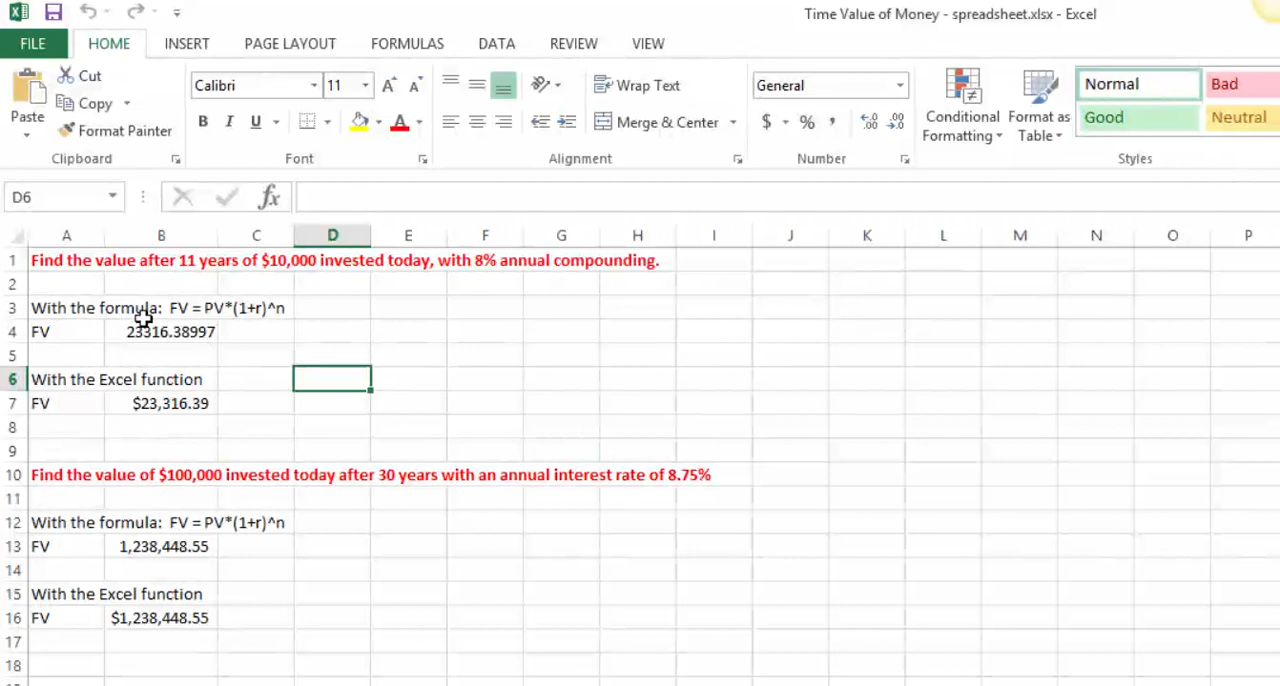 Time Value of Money - spreadsheet.xlsx - Excel
FILE HOME INSERT PAGE LAYOUT FORMULAS DATA REVIEW VIEW
Paste
Cut
Copy
Format Painter
Clipboard
Calibri 11
B I U
Font
Wrap Text
Merge & Center
Alignment
General
$ % ,
Number
Conditional Formatting
Format as Table
Normal Bad
Good Neutral
Styles
D6 fx
A B C D E F G H I J K L M N O P
1 Find the value after 11 years of $10,000 invested today, with 8% annual compounding.
2
3 With the formula: FV = PV*(1+r)^n
4 FV 23316.38997
5
6 With the Excel function
7 FV $23,316.39
8
9
10 Find the value of $100,000 invested today after 30 years with an annual interest rate of 8.75%
11
12 With the formula: FV = PV*(1+r)^n
13 FV 1,238,448.55
14
15 With the Excel function
16 FV $1,238,448.55
17
18